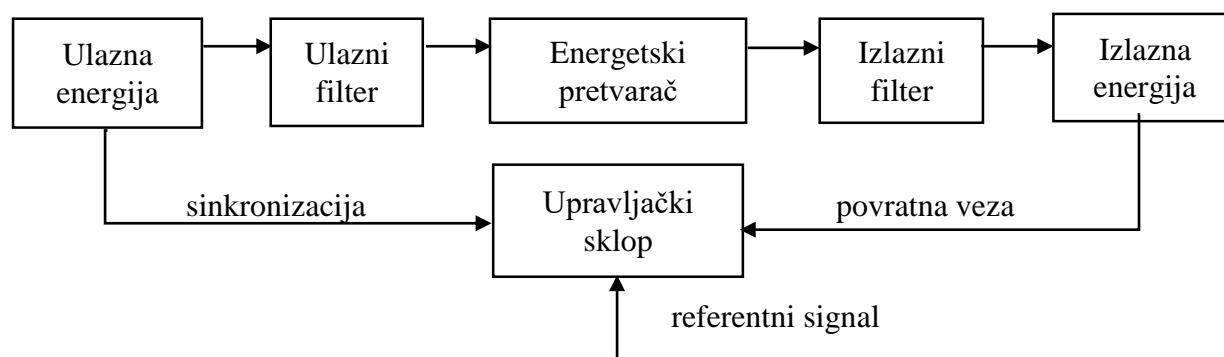 Ulazna
energija
Ulazni
filter
Energetski
pretvarač
Izlazni
filter
Izlazna
energija
sinkronizacija
Upravljački
sklop
povratna veza
referentni signal